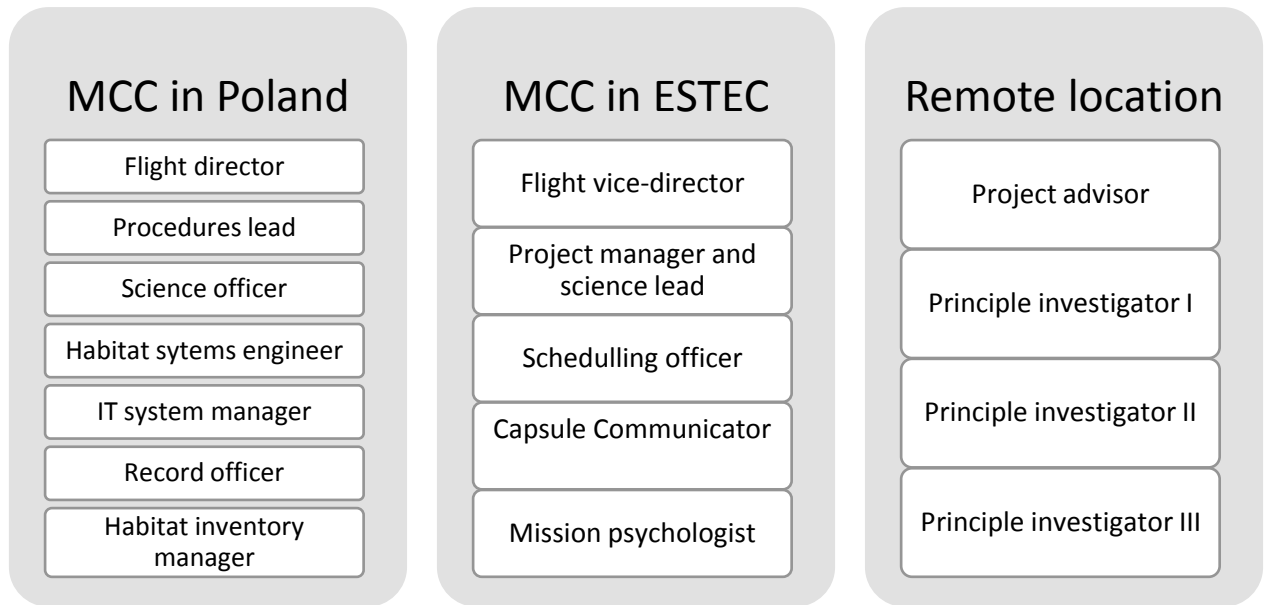 MCC in Poland
Flight director
Procedures lead
Science officer
Habitat sytems engineer
IT system manager
Record officer
Habitat inventory
manager
MCC in ESTEC
Flight vice-director
Project manager and
science lead
Schedulling officer
Capsule Communicator
Mission psychologist
Remote location
Project advisor
Principle investigator I
Principle investigator II
Principle investigator III